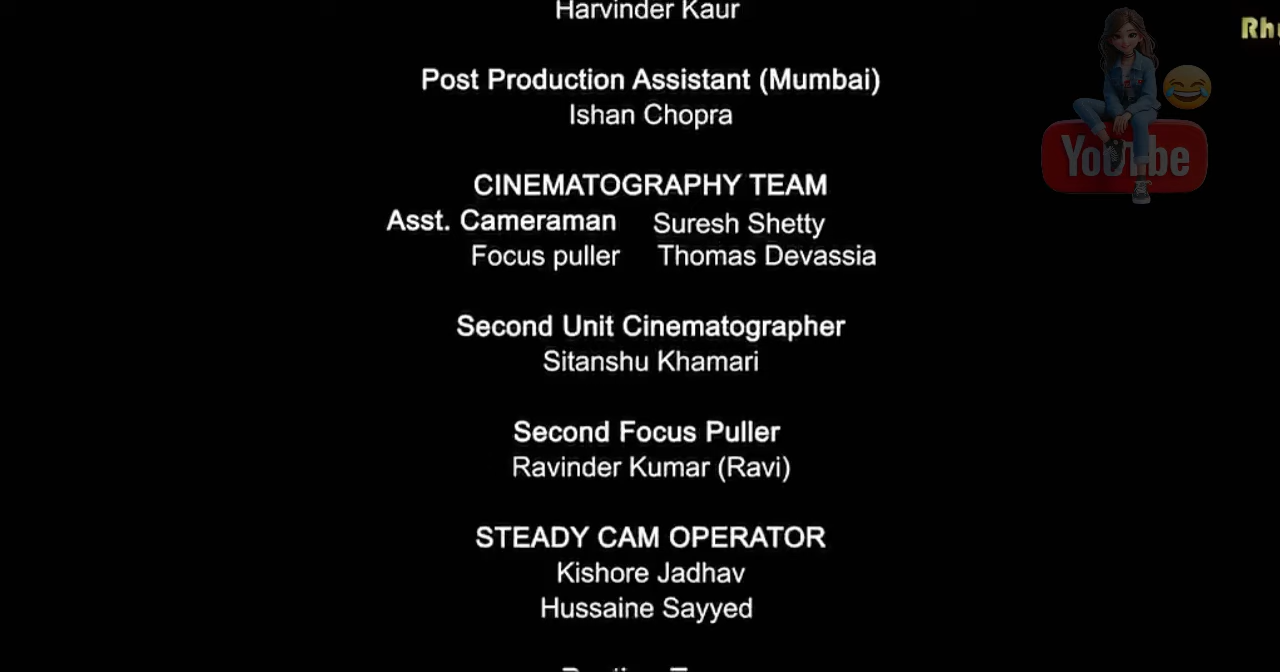 Harvinder Kaur
Post Production Assistant (Mumbai)
Ishan Chopra
CINEMATOGRAPHY TEAM
Asst. Cameraman Suresh Shetty
Focus puller Thomas Devassia
Second Unit Cinematographer
Sitanshu Khamari
Second Focus Puller
Ravinder Kumar (Ravi)
STEADY CAM OPERATOR
Kishore Jadhav
Hussaine Sayyed
YouTube